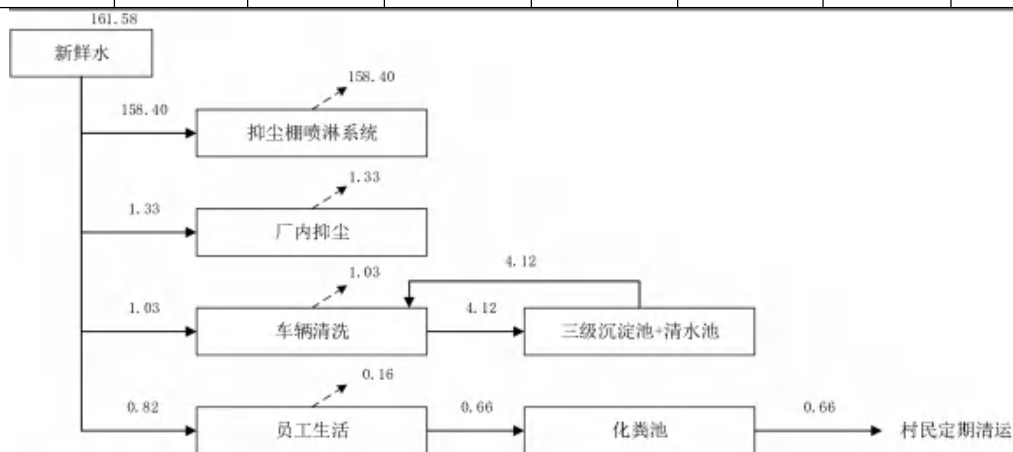 161.58
新鲜水
158.40
158.40
抑尘棚喷淋系统
1.33
1.33
厂内抑尘
4.12
1.03
1.03
车辆清洗
4.12
三级沉淀池+清水池
0.16
0.82
员工生活
0.66
化粪池
0.66
村民定期清运